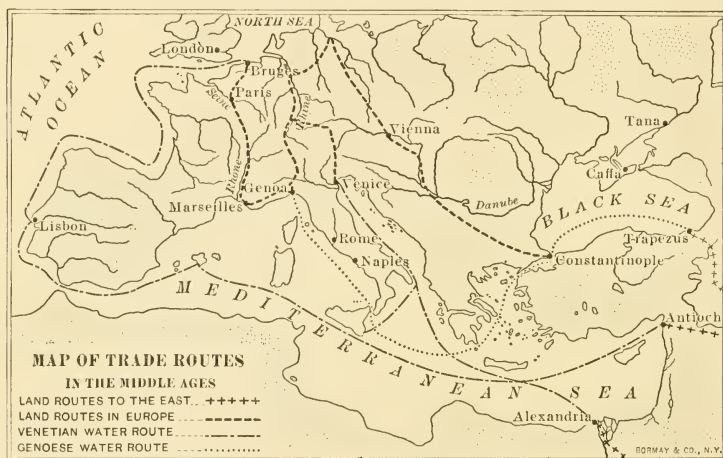 NORTH SEA
ATLANTIC
OCEAN
London
Bruges
Seine
Paris
Rhine
Vienna
Tana
Caffa
Rhone
Genoa
Venice
Danube
BLACK SEA
Marseilles
Lisbon
Rome
Trapezus
Naples
Constantinople
MEDITERRANEAN SEA
Antioch
Alexandria
MAP OF TRADE ROUTES
IN THE MIDDLE AGES
LAND ROUTES TO THE EAST
LAND ROUTES IN EUROPE
VENETIAN WATER ROUTE
GENOESE WATER ROUTE
BORMAY & CO., N.Y.